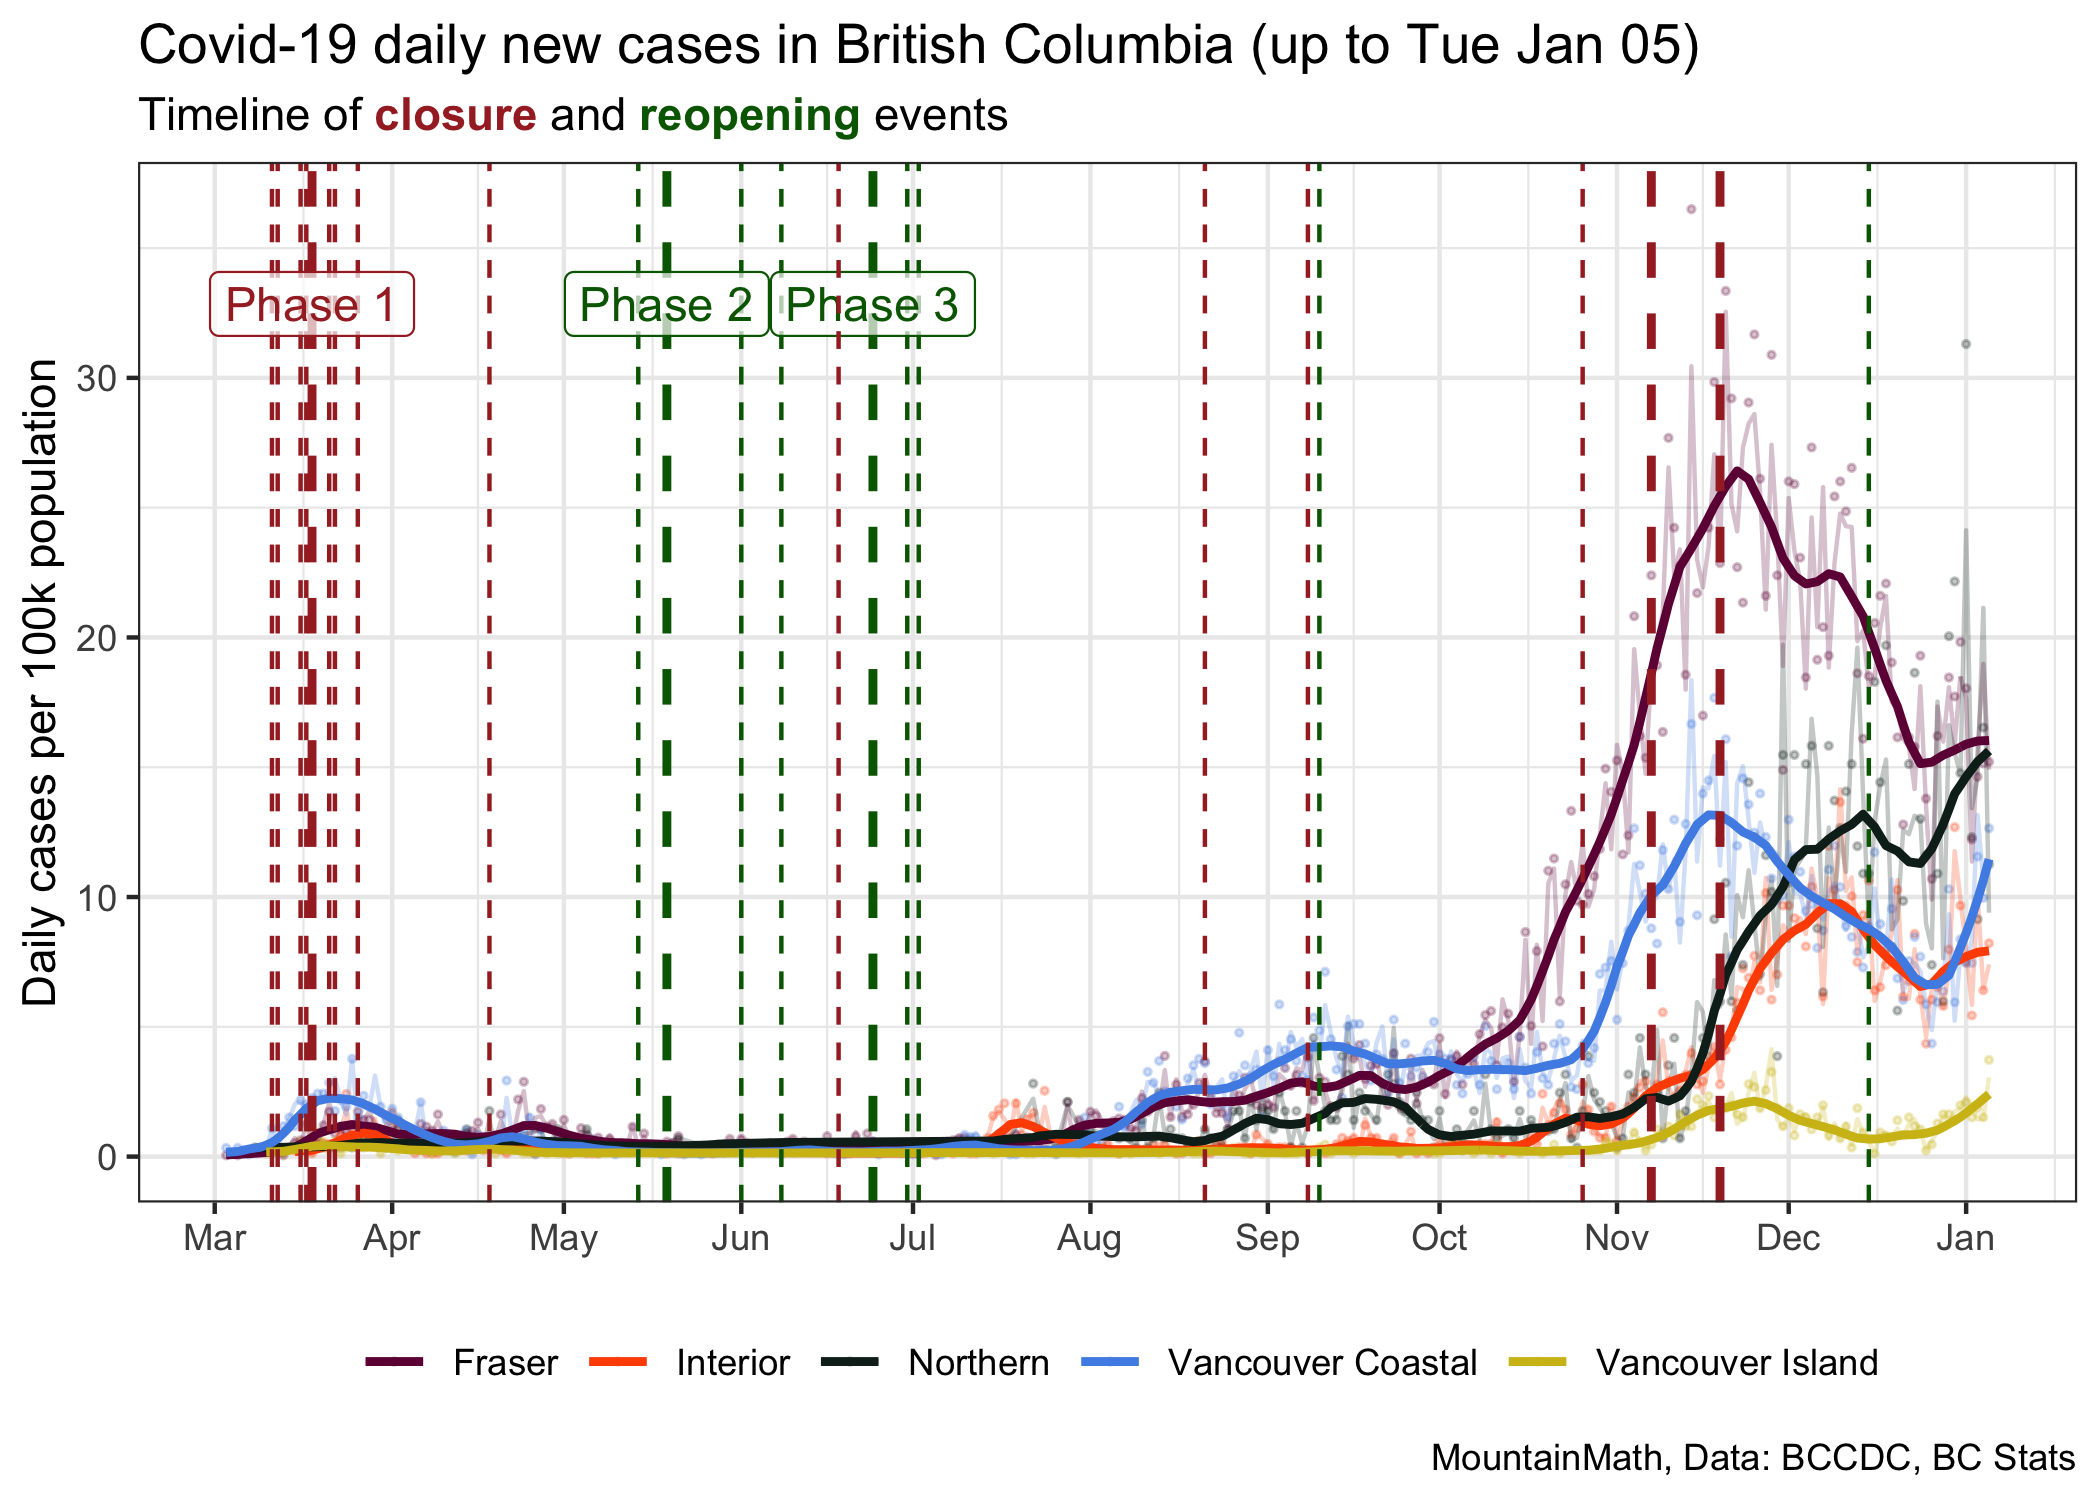 Covid-19 daily new cases in British Columbia (up to Tue Jan 05)
Timeline of closure and reopening events
Daily cases per 100k population
Phase 1
Phase 2
Phase 3
30
20
10
0
Mar Apr May Jun Jul Aug Sep Oct Nov Dec Jan
Fraser Interior Northern Vancouver Coastal Vancouver Island
MountainMath, Data: BCCDC, BC Stats